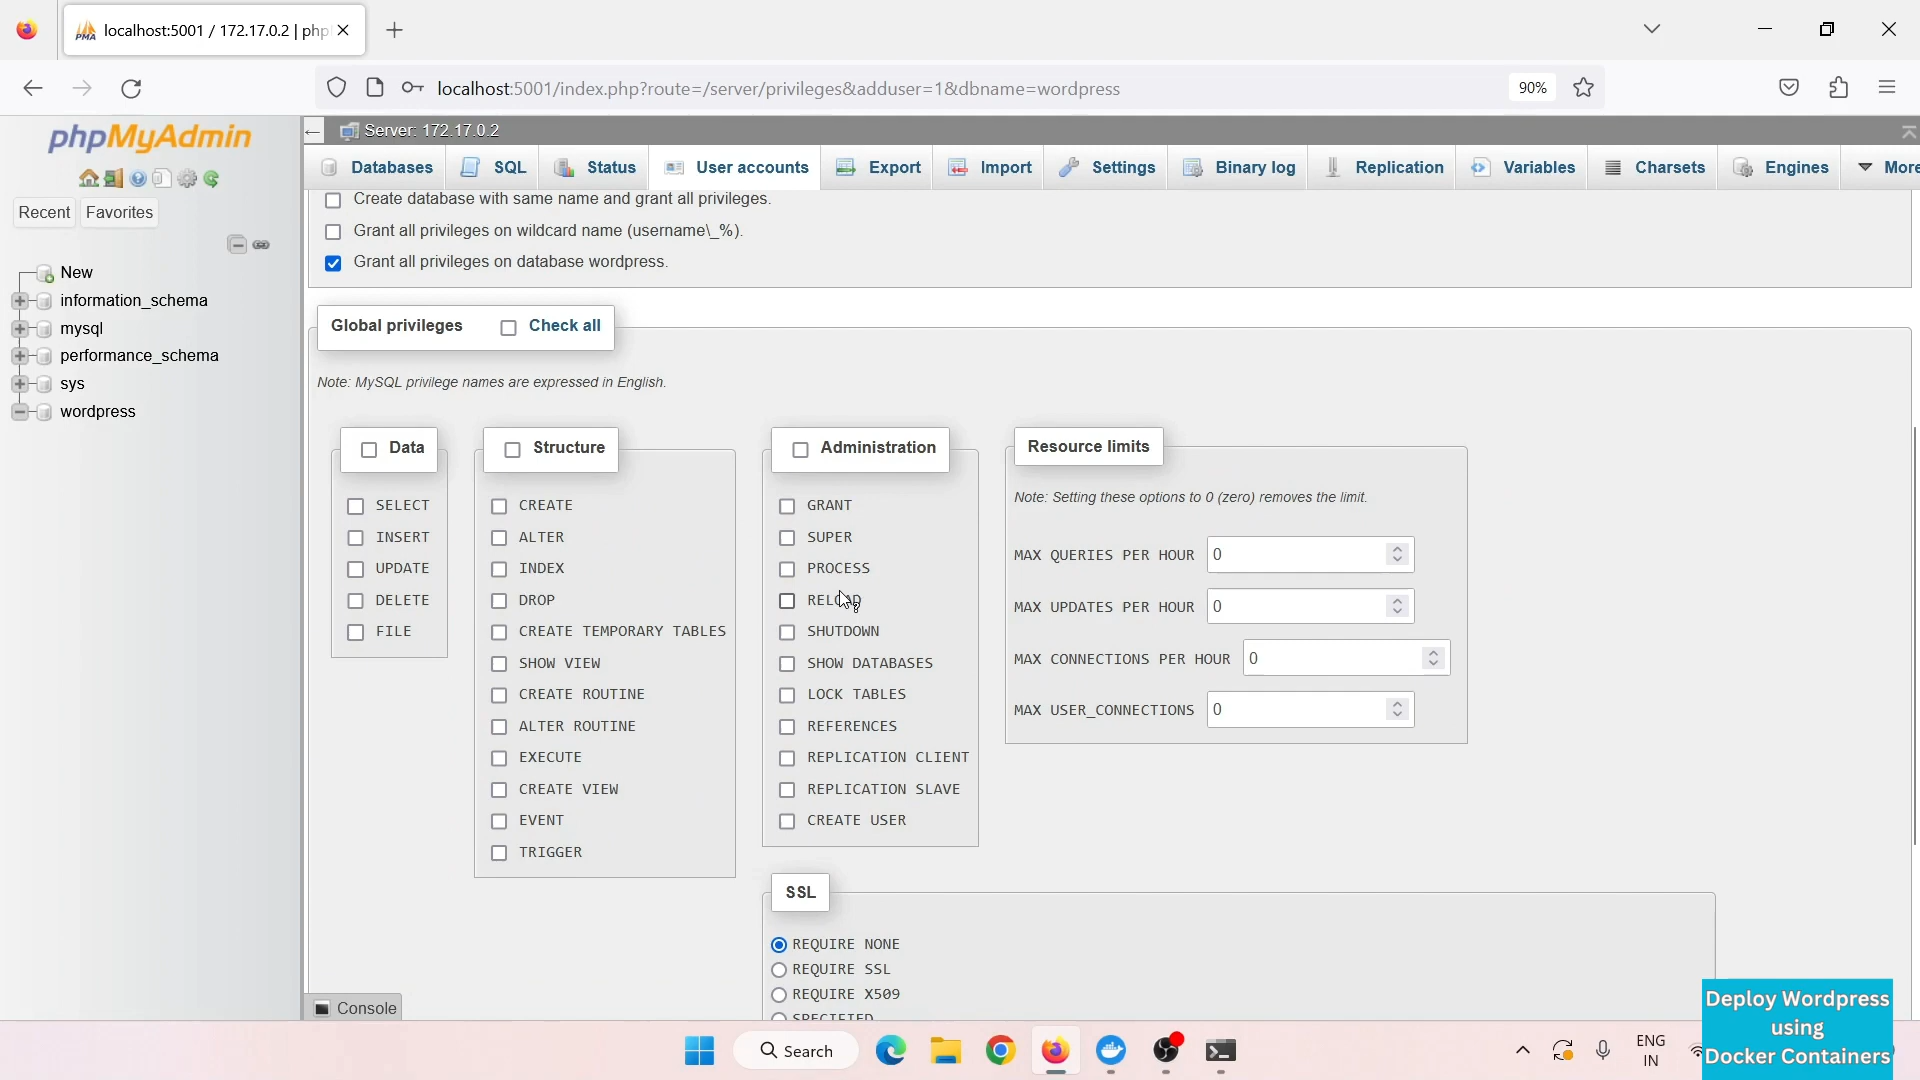 localhost:5001 / 172.17.0.2 | php
localhost:5001/index.php?route=/server/privileges&adduser=1&dbname=wordpress
90%
phpMyAdmin
Recent
Favorites
New
information_schema
mysql
performance_schema
sys
wordpress
Server: 172.17.0.2
Databases
SQL
Status
User accounts
Export
Import
Settings
Binary log
Replication
Variables
Charsets
Engines
More
Create database with same name and grant all privileges.
Grant all privileges on wildcard name (username\_%).
Grant all privileges on database wordpress.
Global privileges
Check all
Note: MySQL privilege names are expressed in English.
Data
SELECT
INSERT
UPDATE
DELETE
FILE
Structure
CREATE
ALTER
INDEX
DROP
CREATE TEMPORARY TABLES
SHOW VIEW
CREATE ROUTINE
ALTER ROUTINE
EXECUTE
CREATE VIEW
EVENT
TRIGGER
Administration
GRANT
SUPER
PROCESS
RELOAD
SHUTDOWN
SHOW DATABASES
LOCK TABLES
REFERENCES
REPLICATION CLIENT
REPLICATION SLAVE
CREATE USER
Resource limits
Note: Setting these options to 0 (zero) removes the limit.
MAX QUERIES PER HOUR 0
MAX UPDATES PER HOUR 0
MAX CONNECTIONS PER HOUR 0
MAX USER_CONNECTIONS 0
SSL
REQUIRE NONE
REQUIRE SSL
REQUIRE X509
SPECIFIED
Console
Search
ENG
IN
Deploy Wordpress
using
Docker Containers